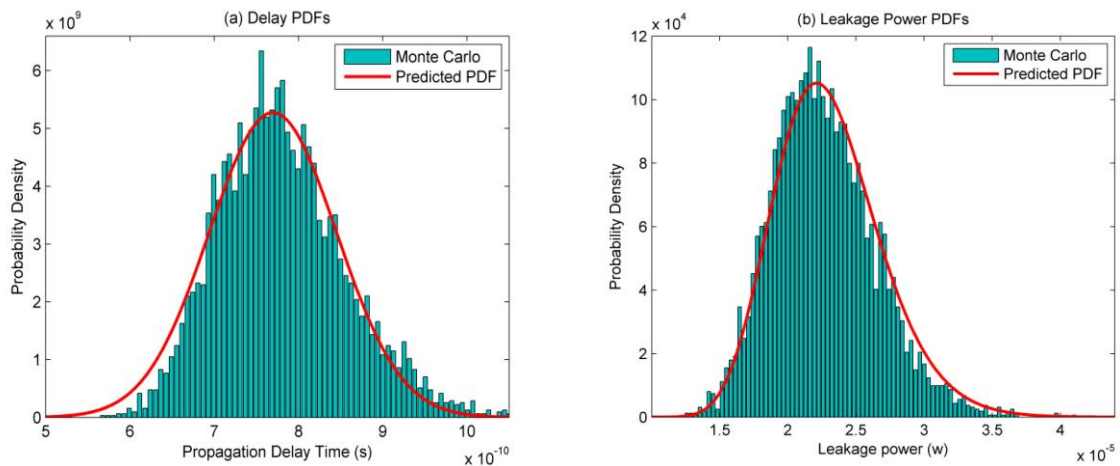 (a) Delay PDFs
x 10^9
Monte Carlo
Predicted PDF
6
5
4
3
2
1
0
Probability Density
5 6 7 8 9 10
Propagation Delay Time (s)
x 10^-10
(b) Leakage Power PDFs
x 10^4
Monte Carlo
Predicted PDF
12
10
8
6
4
2
0
Probability Density
1.5 2 2.5 3 3.5 4
Leakage power (w)
x 10^-5